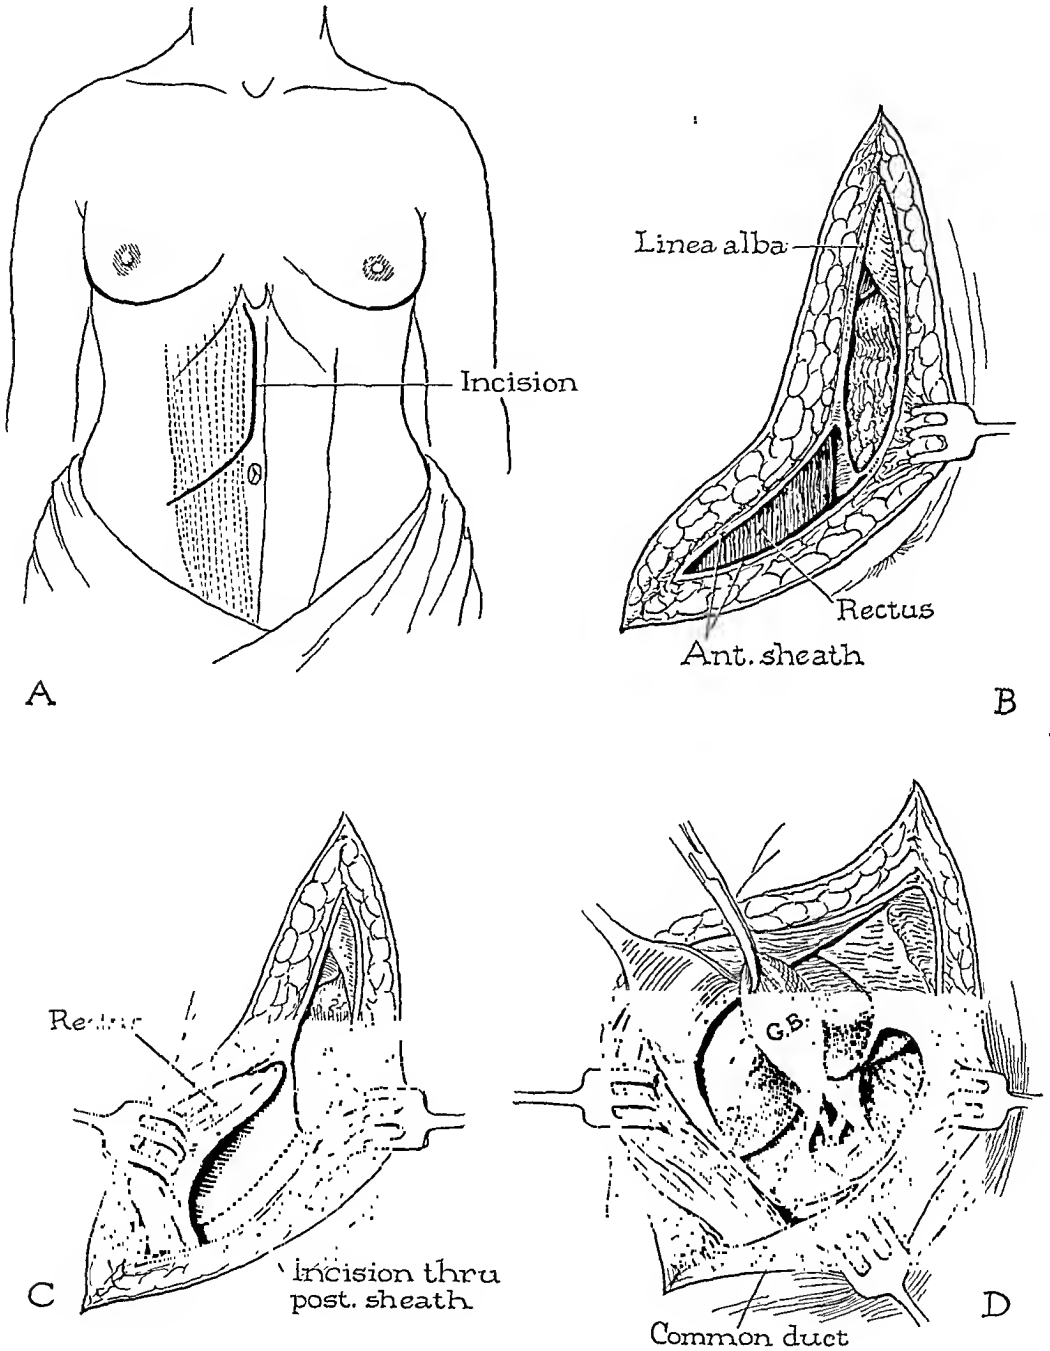 Linea alba
Incision
Rectus
Ant. sheath
A
B
G.B.
Incision thru
post. sheath
C
D
Common duct